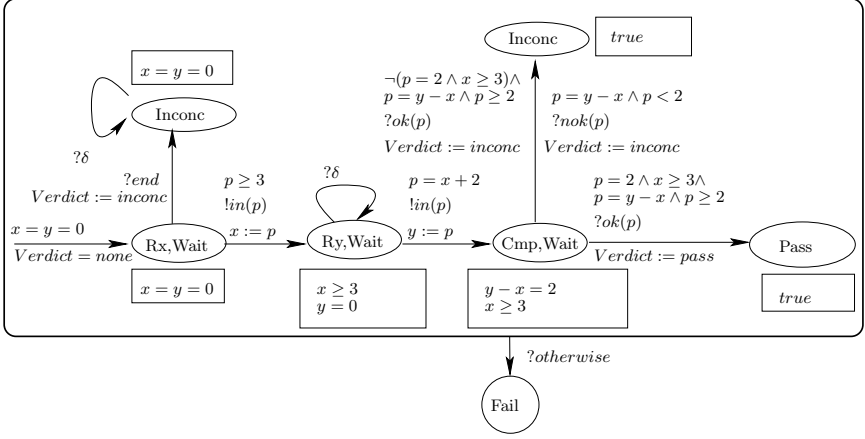 Inconc
true
x = y = 0
Inconc
?δ
?end
Verdict := inconc
¬(p = 2 ∧ x ≥ 3)∧
p = y − x ∧ p ≥ 2
?ok(p)
Verdict := inconc
p = y − x ∧ p < 2
?nok(p)
Verdict := inconc
x = y = 0
Verdict = none
Rx,Wait
x = y = 0
p ≥ 3
!in(p)
x := p
?δ
Ry,Wait
x ≥ 3
y = 0
p = x + 2
!in(p)
y := p
Cmp,Wait
y − x = 2
x ≥ 3
p = 2 ∧ x ≥ 3∧
p = y − x ∧ p ≥ 2
?ok(p)
Verdict := pass
Pass
true
?otherwise
Fail